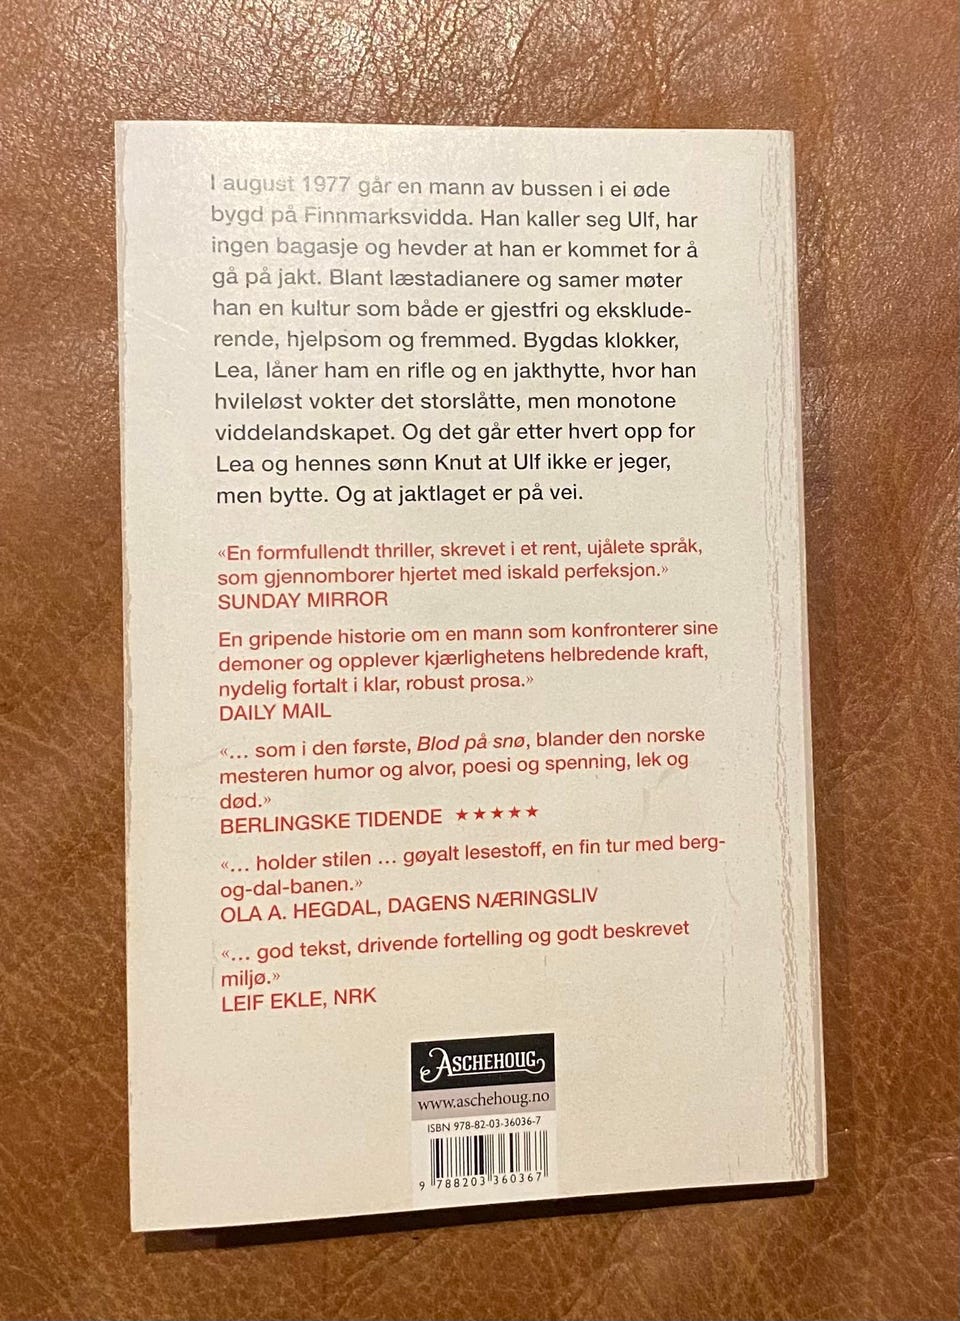 I august 1977 går en mann av bussen i ei øde
bygd på Finnmarksvidda. Han kaller seg Ulf, har
ingen bagasje og hevder at han er kommet for å
gå på jakt. Blant læstadianere og samer møter
han en kultur som både er gjestfri og eksklude-
rende, hjelpsom og fremmed. Bygdas klokker,
Lea, låner ham en rifle og en jakthytte, hvor han
hvileløst vokter det storslåtte, men monotone
viddelandskapet. Og det går etter hvert opp for
Lea og hennes sønn Knut at Ulf ikke er jeger,
men bytte. Og at jaktlaget er på vei.
«En formfullendt thriller, skrevet i et rent, ujålete språk,
som gjennomborer hjertet med iskald perfeksjon.»
SUNDAY MIRROR
En gripende historie om en mann som konfronterer sine
demoner og opplever kjærlighetens helbredende kraft,
nydelig fortalt i klar, robust prosa.»
DAILY MAIL
«… som i den første, Blod på snø, blander den norske
mesteren humor og alvor, poesi og spenning, lek og
død.»
BERLINGSKE TIDENDE ★★★★★
«… holder stilen … gøyalt lesestoff, en fin tur med berg-
og-dal-banen.»
OLA A. HEGDAL, DAGENS NÆRINGSLIV
«… god tekst, drivende fortelling og godt beskrevet
miljø.»
LEIF EKLE, NRK
ASCHEHOUG
www.aschehoug.no
ISBN 978-82-03-36036-7
9 788203 360367